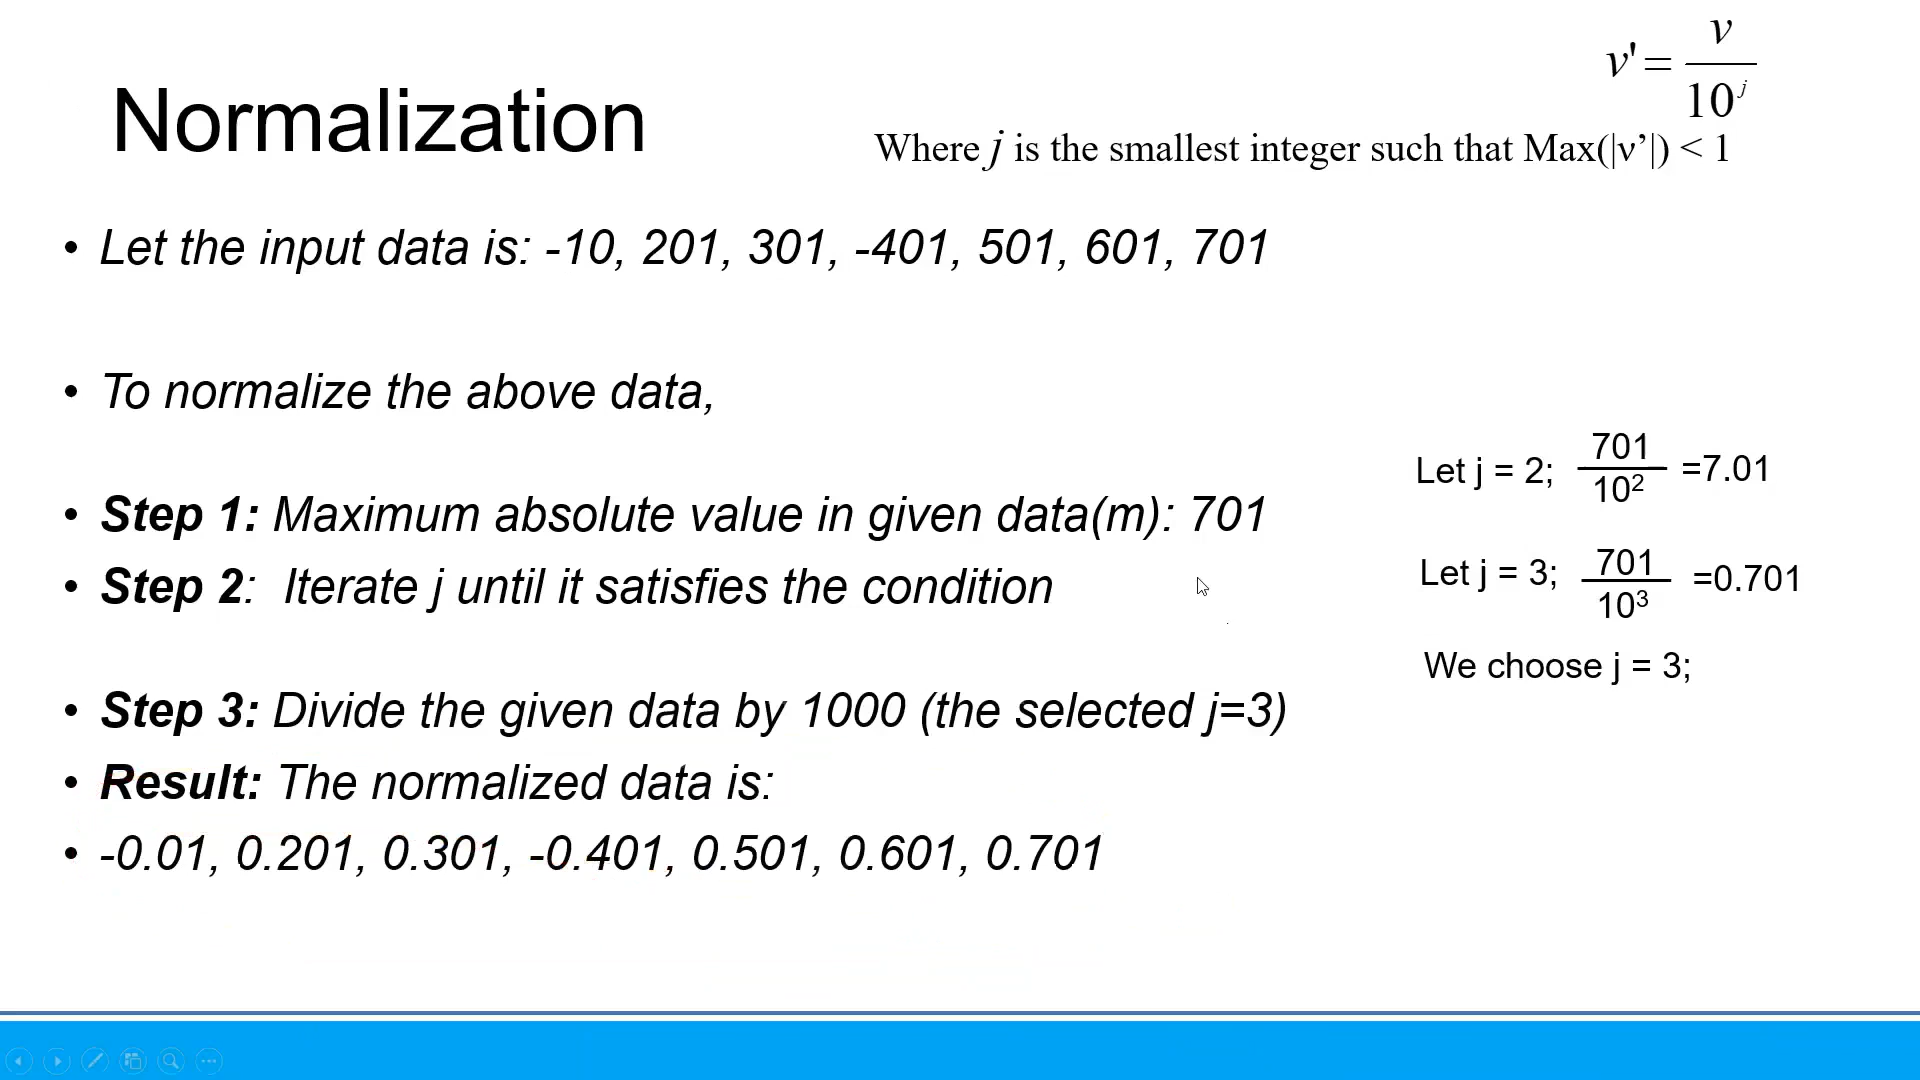 v' = v / 10^j
Normalization
Where j is the smallest integer such that Max(|v’|) < 1
• Let the input data is: -10, 201, 301, -401, 501, 601, 701
• To normalize the above data,
• Step 1: Maximum absolute value in given data(m): 701
• Step 2: Iterate j until it satisfies the condition
• Step 3: Divide the given data by 1000 (the selected j=3)
• Result: The normalized data is:
• -0.01, 0.201, 0.301, -0.401, 0.501, 0.601, 0.701
Let j = 2; 701 / 10² =7.01
Let j = 3; 701 / 10³ =0.701
We choose j = 3;